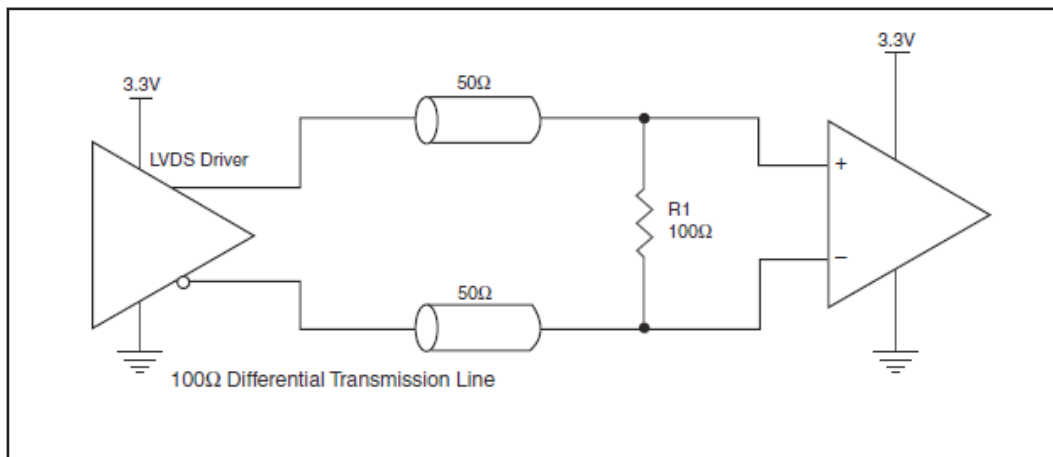 3.3V
50Ω
3.3V
LVDS Driver
+
R1
100Ω
−
50Ω
100Ω Differential Transmission Line